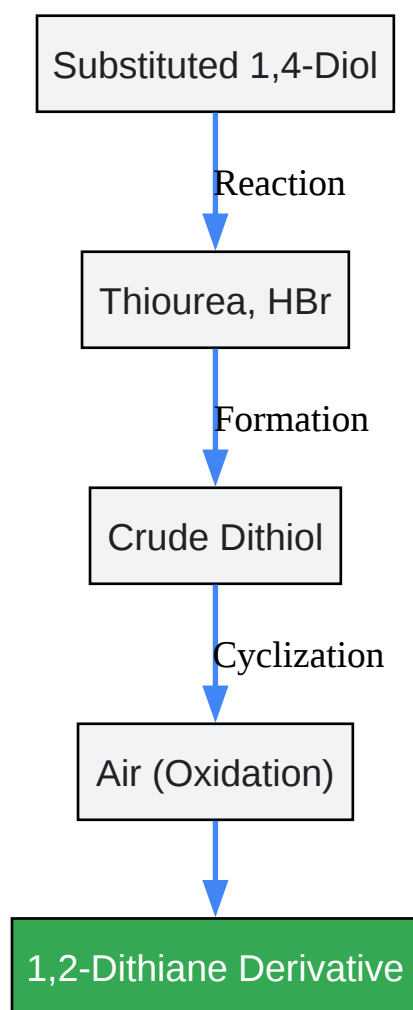 Substituted 1,4-Diol
Reaction
Thiourea, HBr
Formation
Crude Dithiol
Cyclization
Air (Oxidation)
1,2-Dithiane Derivative